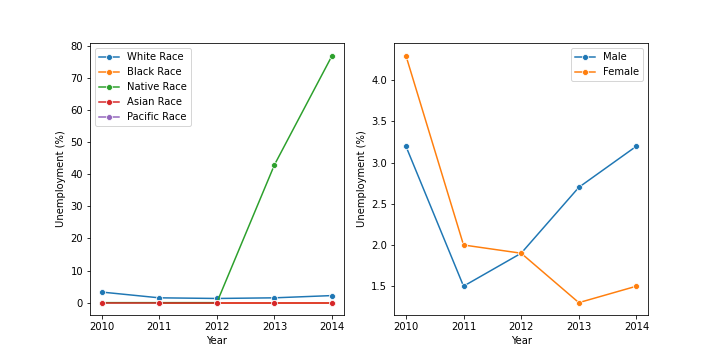 White Race
Black Race
Native Race
Asian Race
Pacific Race
80
70
60
50
40
30
20
10
0
Unemployment (%)
2010 2011 2012 2013 2014
Year
Male
Female
4.0
3.5
3.0
2.5
2.0
1.5
Unemployment (%)
2010 2011 2012 2013 2014
Year